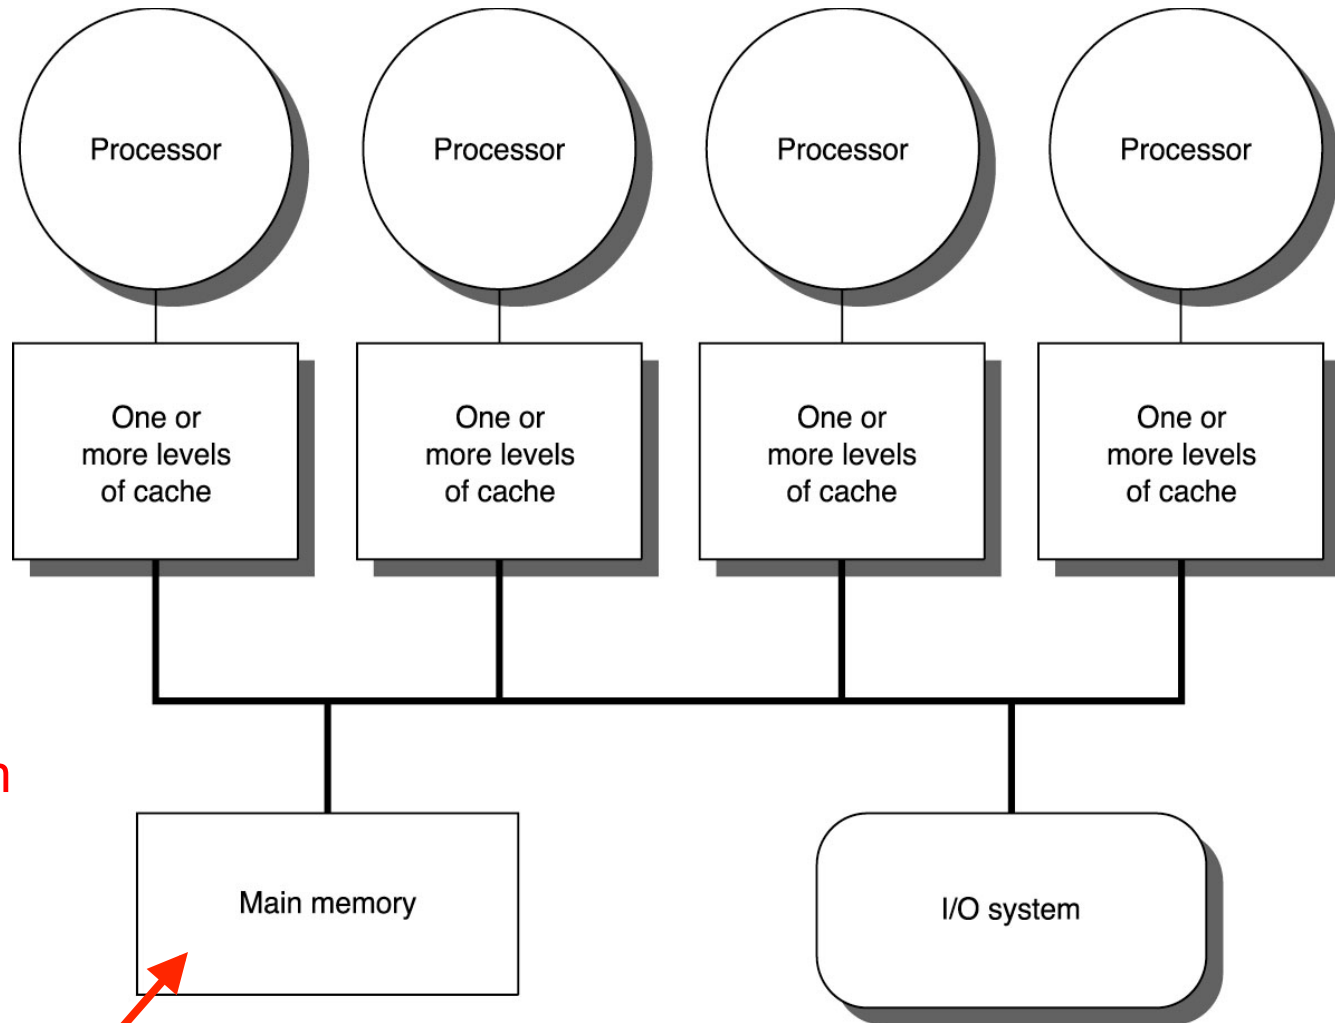 Processor
Processor
Processor
Processor
One or
more levels
of cache
One or
more levels
of cache
One or
more levels
of cache
One or
more levels
of cache
Main memory
I/O system